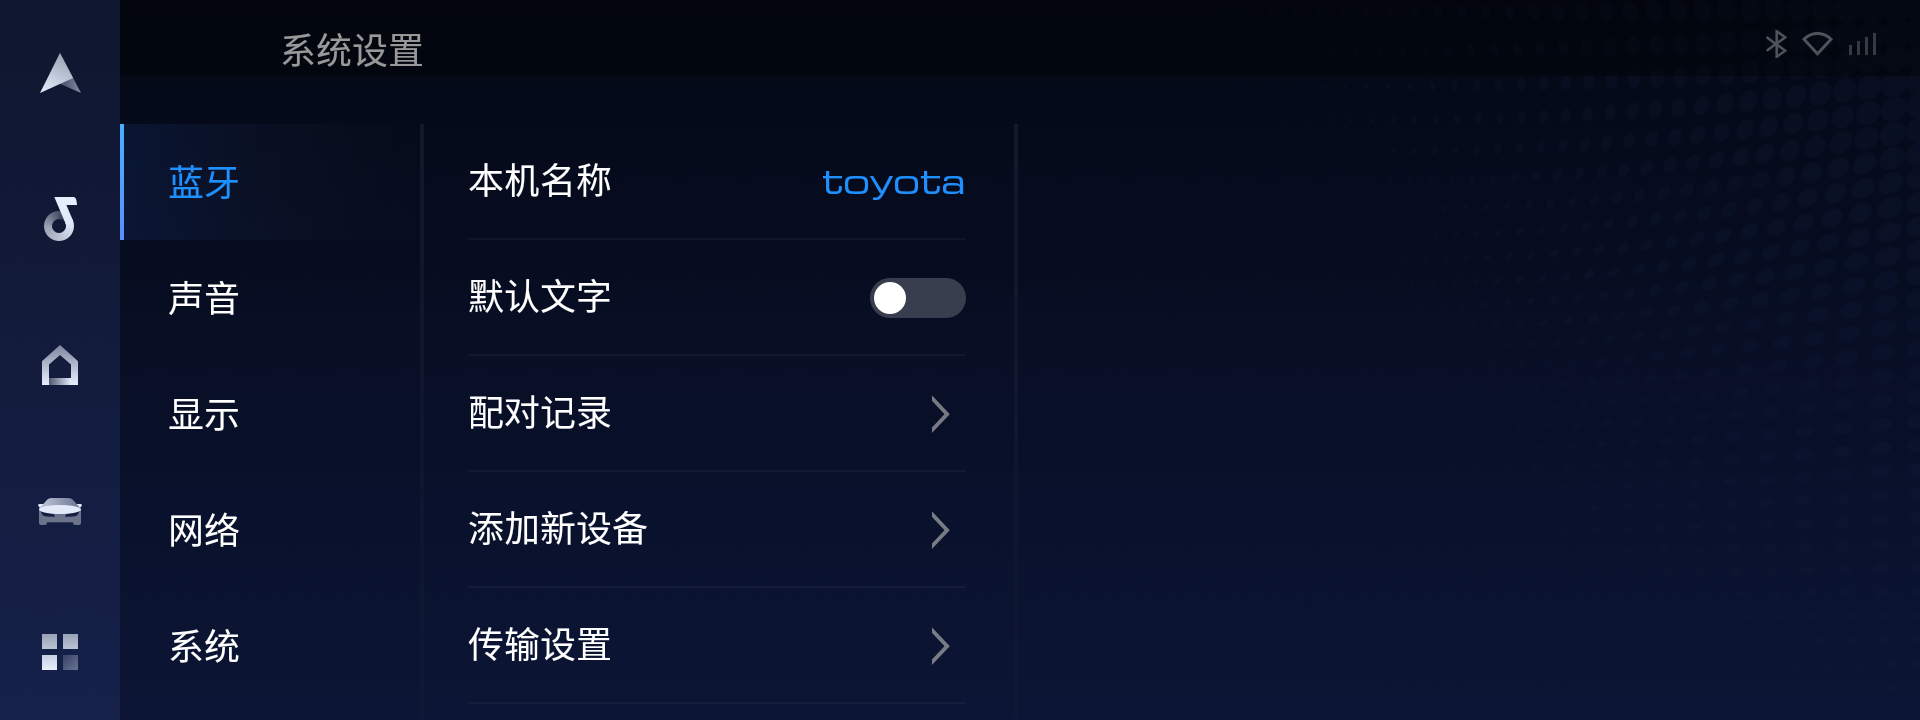 系统设置
蓝牙
声音
显示
网络
系统
本机名称 toyota
默认文字
配对记录
添加新设备
传输设置